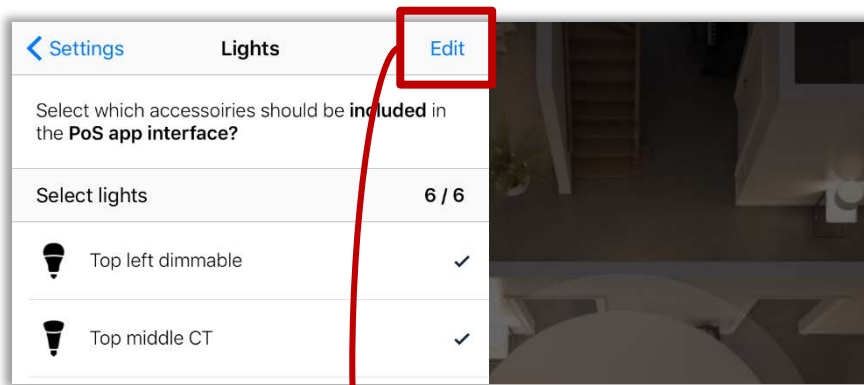 Settings
Lights
Edit
Select which accessoiries should be included in
the PoS app interface?
Select lights
6 / 6
Top left dimmable
Top middle CT